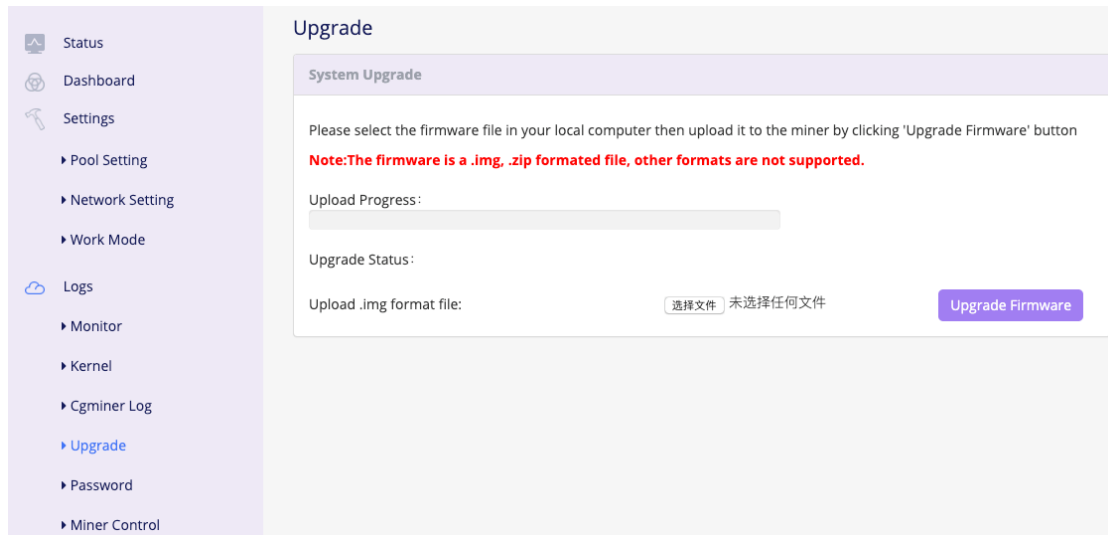 Status
Dashboard
Settings
Pool Setting
Network Setting
Work Mode
Logs
Monitor
Kernel
Cgminer Log
Upgrade
Password
Miner Control
Upgrade
System Upgrade
Please select the firmware file in your local computer then upload it to the miner by clicking 'Upgrade Firmware' button
Note:The firmware is a .img, .zip formated file, other formats are not supported.
Upload Progress:
Upgrade Status:
Upload .img format file: 选择文件 未选择任何文件 Upgrade Firmware